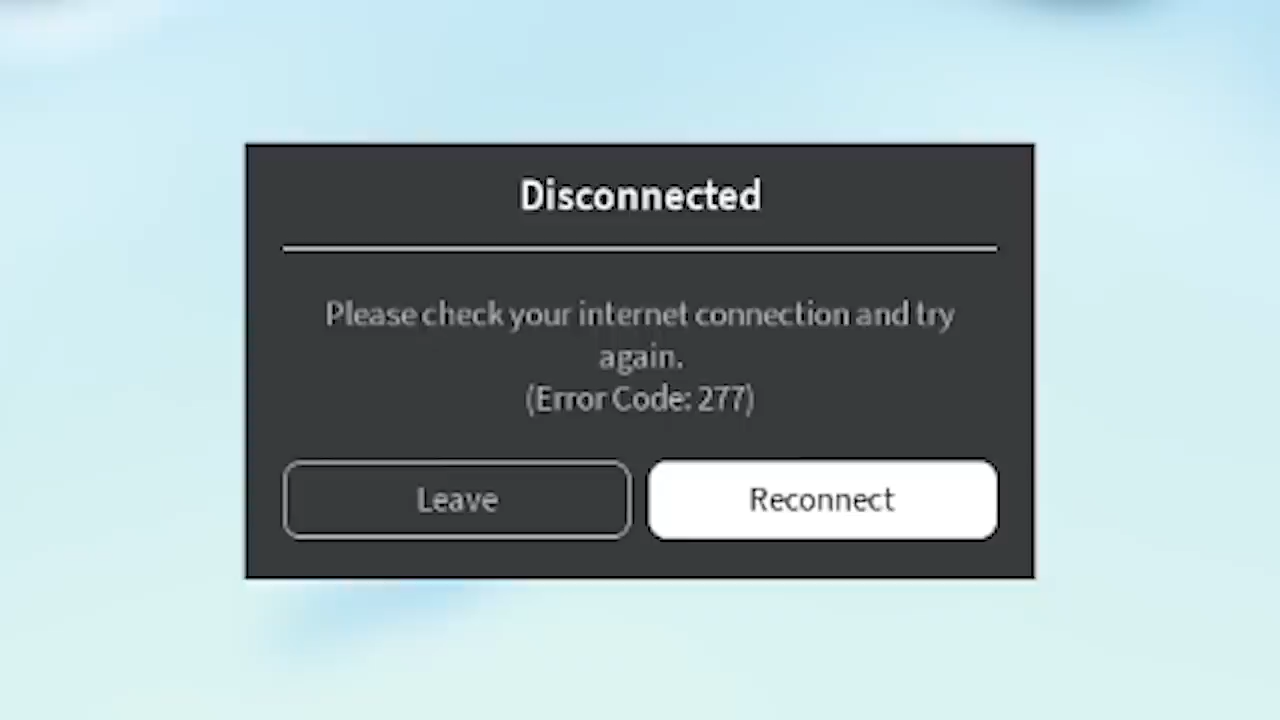 Disconnected
Please check your internet connection and try
again.
(Error Code: 277)
Leave
Reconnect